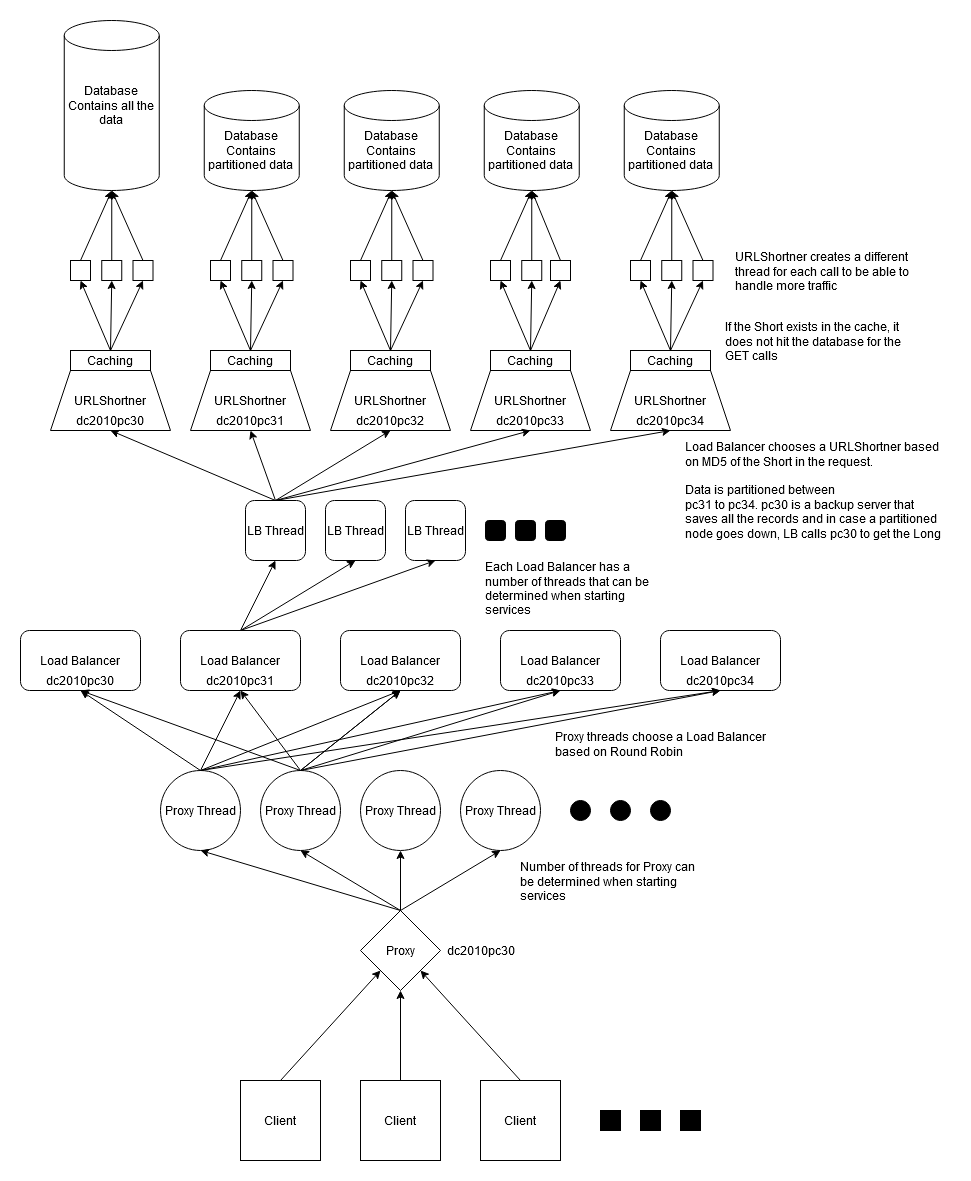 Database
Contains all the
data
Database
Contains
partitioned data
Database
Contains
partitioned data
Database
Contains
partitioned data
Database
Contains
partitioned data
URLShortner creates a different
thread for each call to be able to
handle more traffic
If the Short exists in the cache, it
does not hit the database for the
GET calls
Caching
Caching
Caching
Caching
Caching
URLShortner
dc2010pc30
URLShortner
dc2010pc31
URLShortner
dc2010pc32
URLShortner
dc2010pc33
URLShortner
dc2010pc34
Load Balancer chooses a URLShortner based
on MD5 of the Short in the request.
Data is partitioned between
pc31 to pc34. pc30 is a backup server that
saves all the records and in case a partitioned
node goes down, LB calls pc30 to get the Long
LB Thread
LB Thread
LB Thread
Each Load Balancer has a
number of threads that can be
determined when starting
services
Load Balancer
dc2010pc30
Load Balancer
dc2010pc31
Load Balancer
dc2010pc32
Load Balancer
dc2010pc33
Load Balancer
dc2010pc34
Proxy threads choose a Load Balancer
based on Round Robin
Proxy Thread
Proxy Thread
Proxy Thread
Proxy Thread
Number of threads for Proxy can
be determined when starting
services
Proxy
dc2010pc30
Client
Client
Client